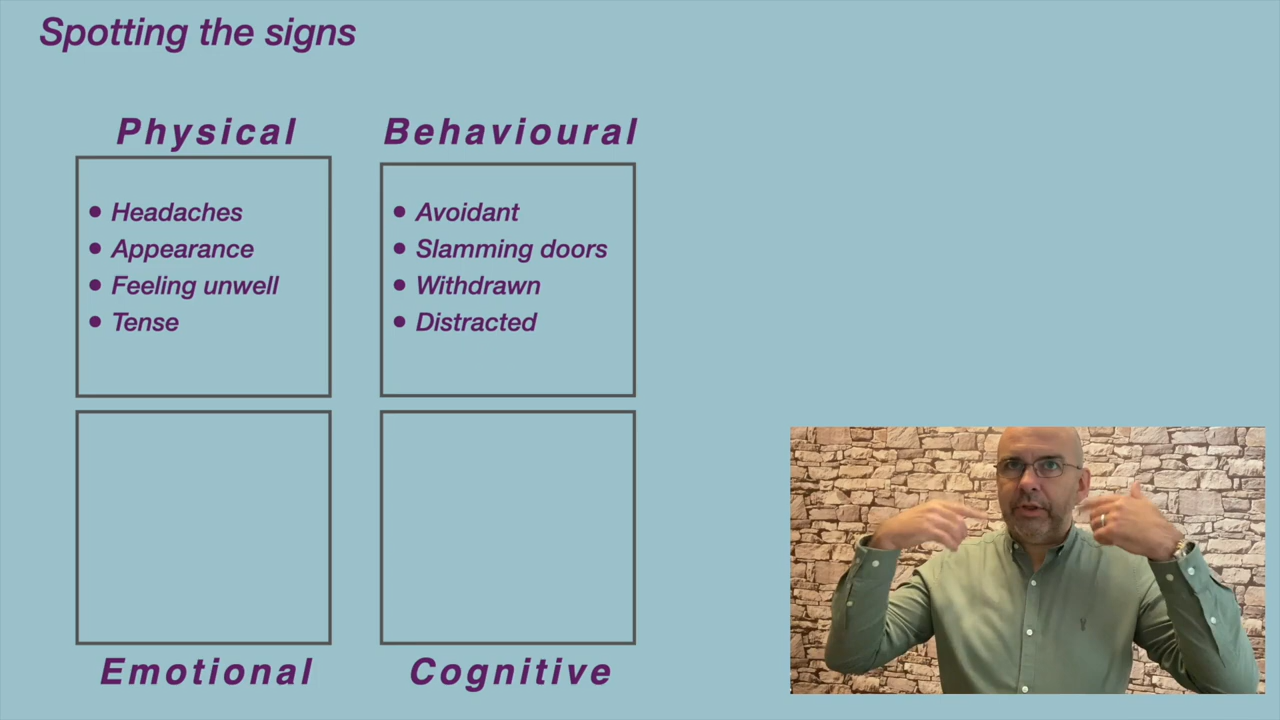 Spotting the signs
Physical
• Headaches
• Appearance
• Feeling unwell
• Tense
Behavioural
• Avoidant
• Slamming doors
• Withdrawn
• Distracted
Emotional
Cognitive